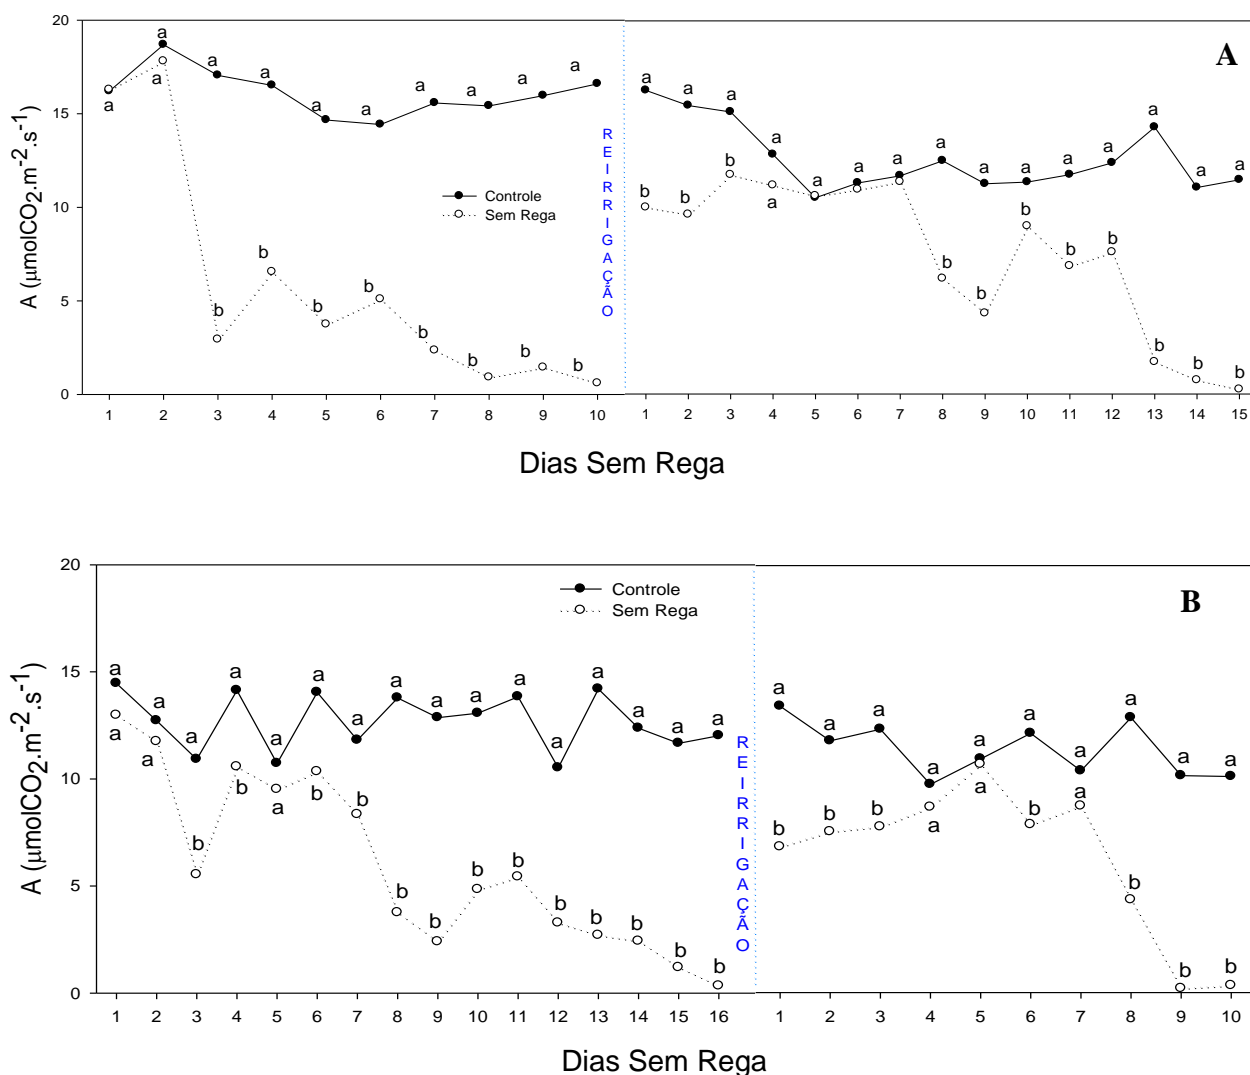 20
15
10
5
0
A (µmolCO2.m-2.s-1)
a a a a a a a a a a
a a b b b b b b b b
Controle
Sem Rega
REIRRIGAÇÃO
A
a a a a a a a a a a a a a a a
b b b a b b b b b b b b
1 2 3 4 5 6 7 8 9 10 1 2 3 4 5 6 7 8 9 10 11 12 13 14 15
Dias Sem Rega
20
15
10
5
0
A (µmolCO2.m-2.s-1)
Controle
Sem Rega
B
a a a a a a a a a a a a a a a a
a a b b a b b b b b b b b b b b
REIRRIGAÇÃO
a a a a a a a a a a
b b b a a b a b b b
1 2 3 4 5 6 7 8 9 10 11 12 13 14 15 16 1 2 3 4 5 6 7 8 9 10
Dias Sem Rega